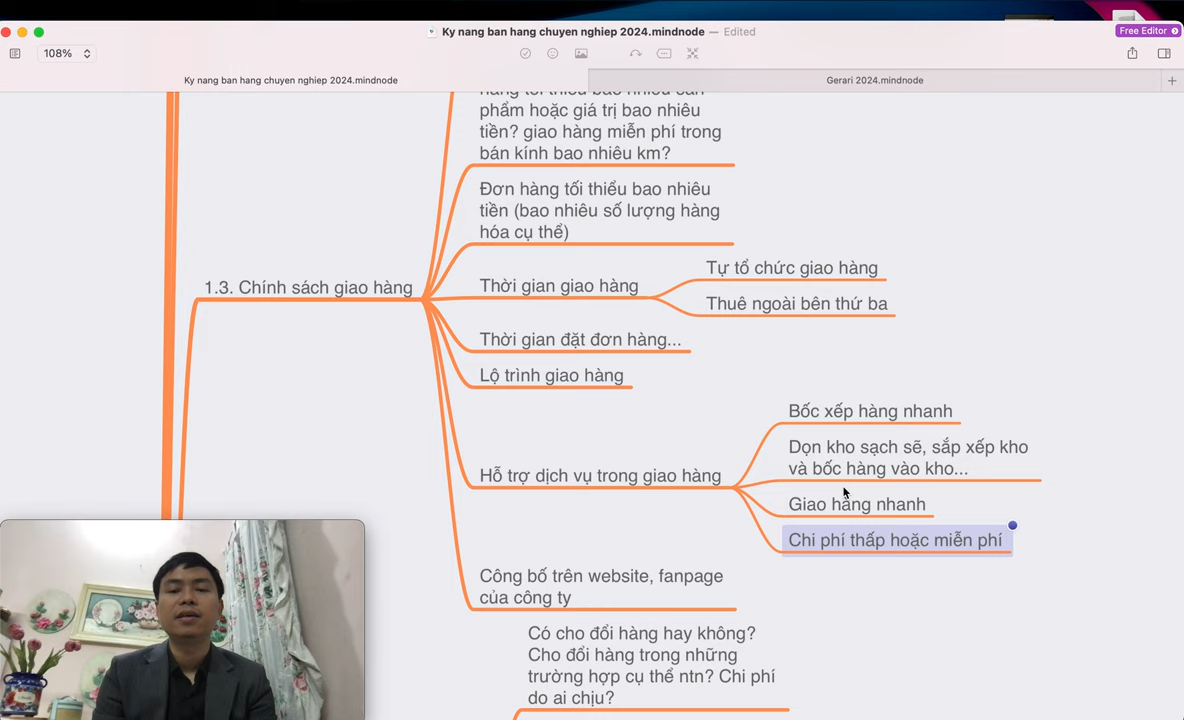 Ky nang ban hang chuyen nghiep 2024.mindnode — Edited
Free Editor
108%
Ky nang ban hang chuyen nghiep 2024.mindnode
Gerari 2024.mindnode
hàng tối thiểu bao nhiêu sản
phẩm hoặc giá trị bao nhiêu
tiền? giao hàng miễn phí trong
bán kính bao nhiêu km?
Đơn hàng tối thiểu bao nhiêu
tiền (bao nhiêu số lượng hàng
hóa cụ thể)
1.3. Chính sách giao hàng
Thời gian giao hàng
Tự tổ chức giao hàng
Thuê ngoài bên thứ ba
Thời gian đặt đơn hàng...
Lộ trình giao hàng
Hỗ trợ dịch vụ trong giao hàng
Bốc xếp hàng nhanh
Dọn kho sạch sẽ, sắp xếp kho
và bốc hàng vào kho...
Giao hàng nhanh
Chi phí thấp hoặc miễn phí
Công bố trên website, fanpage
của công ty
Có cho đổi hàng hay không?
Cho đổi hàng trong những
trường hợp cụ thể ntn? Chi phí
do ai chịu?